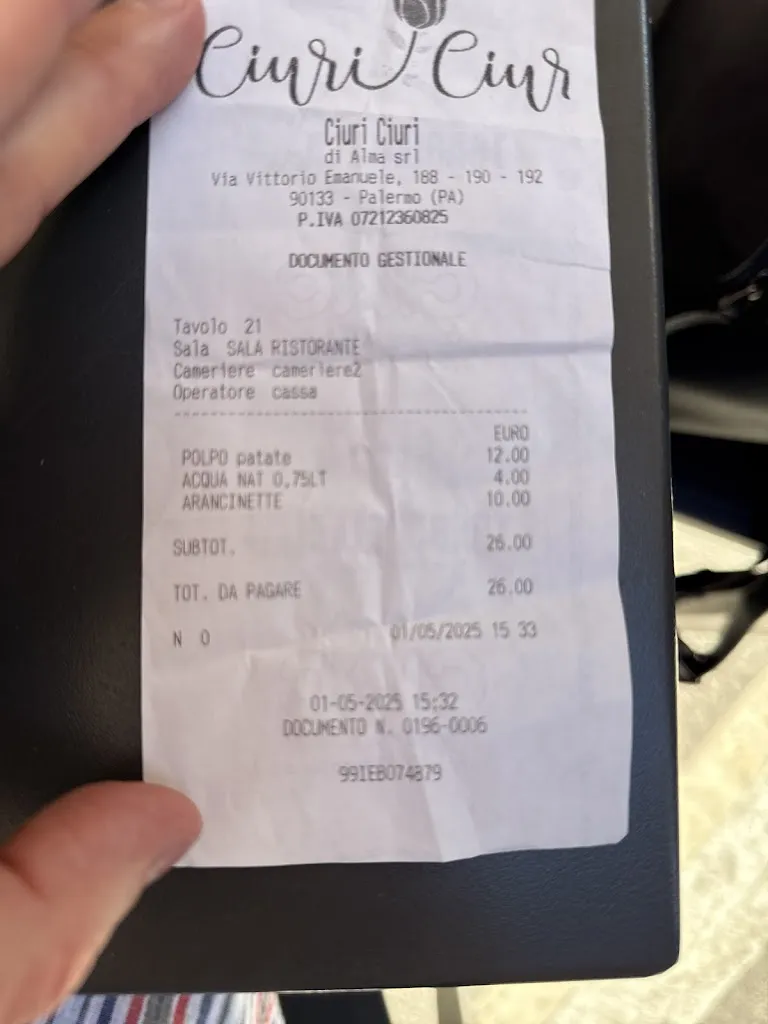 Ciuri Ciur
Ciuri Ciuri
di Alma srl
Via Vittorio Emanuele, 188 - 190 - 192
90133 - Palermo (PA)
P.IVA 07212360825
DOCUMENTO GESTIONALE
Tavolo 21
Sala SALA RISTORANTE
Cameriere cameriere2
Operatore cassa
EURO
POLPO patate 12.00
ACQUA NAT 0,75LT 4.00
ARANCINETTE 10.00
SUBTOT. 26.00
TOT. DA PAGARE 26.00
N 0 01/05/2025 15 33
01-05-2025 15:32
DOCUMENTO N. 0196-0006
99IEB074879